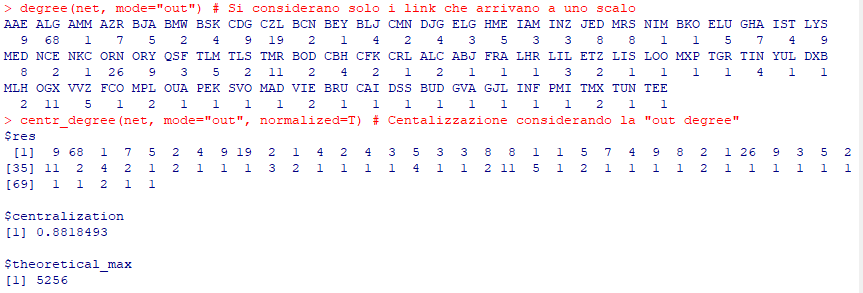 > degree(net, mode="out") # Si considerano solo i link che arrivano a uno scalo
AAE ALG AMM AZR BJA BMW BSK CDG CZL BCN BEY BLJ CMN DJG ELG HME IAM INZ JED MRS NIM BKO ELU GHA IST LYS
9 68 1 7 5 2 4 9 19 2 1 4 2 4 3 5 3 3 8 8 1 1 5 7 4 9
MED NCE NKC ORN ORY QSF TLM TLS TMR BOD CBH CFK CRL ALC ABJ FRA LHR LIL ETZ LIS LOO MXP TGR TIN YUL DXB
8 2 1 26 9 3 5 2 11 2 4 2 1 2 1 1 1 3 2 1 1 1 1 4 1 1
MLH OGX VVZ FCO MPL OUA PEK SVO MAD VIE BRU CAI DSS BUD GVA GJL INF PMI TMX TUN TEE
2 11 5 1 2 1 1 1 1 2 1 1 1 1 1 1 1 1 2 1 1
> centr_degree(net, mode="out", normalized=T) # Centalizzazione considerando la "out degree"
$res
[1] 9 68 1 7 5 2 4 9 19 2 1 4 2 4 3 5 3 3 8 8 1 1 5 7 4 9 8 2 1 26 9 3 5 2
[35] 11 2 4 2 1 2 1 1 1 3 2 1 1 1 1 4 1 1 2 11 5 1 2 1 1 1 1 2 1 1 1 1 1 1
[69] 1 1 2 1 1
$centralization
[1] 0.8818493
$theoretical_max
[1] 5256